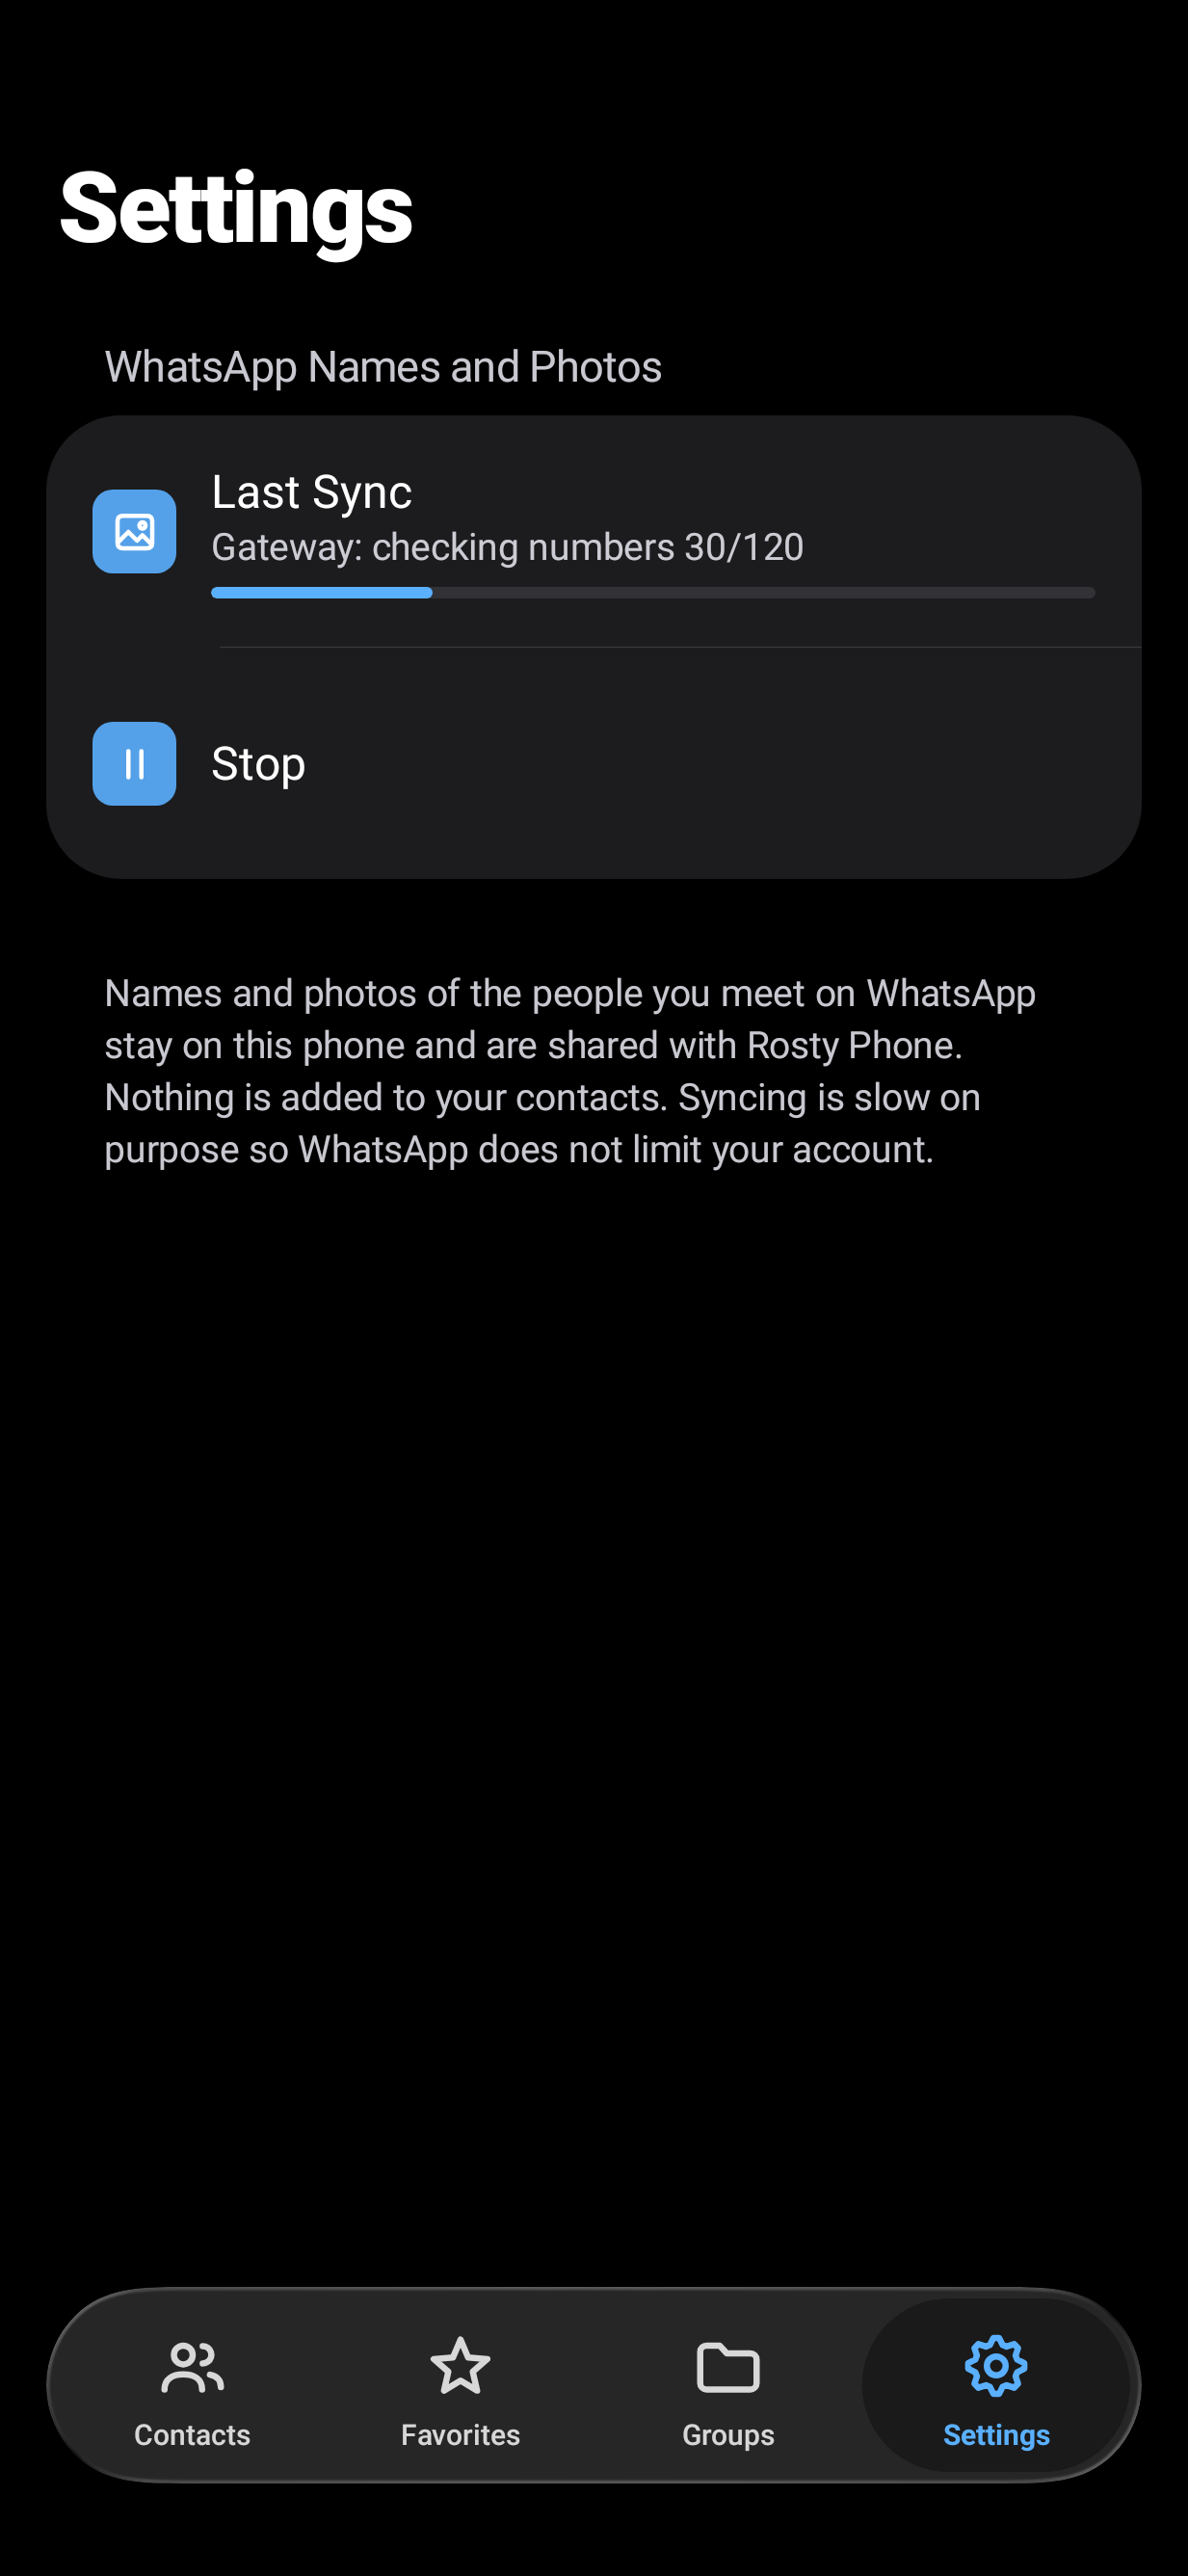 Settings
WhatsApp Names and Photos
Last Sync
Gateway: checking numbers 30/120
Stop
Names and photos of the people you meet on WhatsApp
stay on this phone and are shared with Rosty Phone.
Nothing is added to your contacts. Syncing is slow on
purpose so WhatsApp does not limit your account.
Contacts
Favorites
Groups
Settings